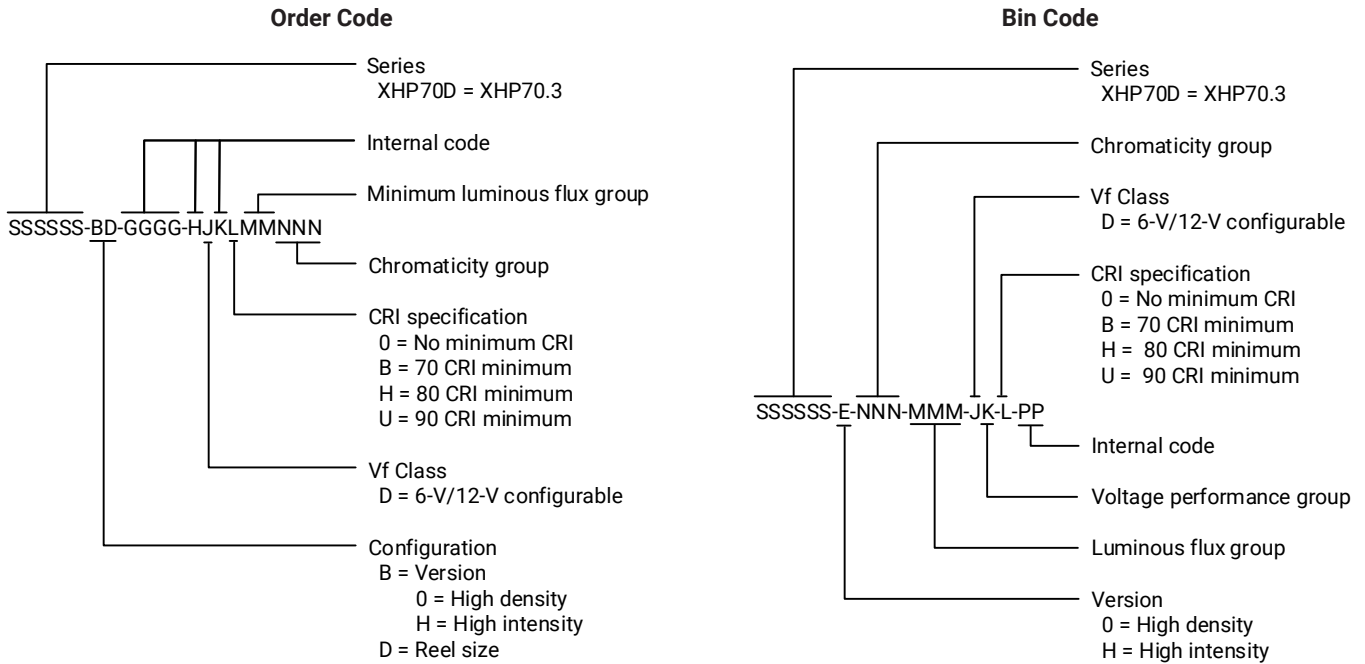 Order Code
Series
XHP70D = XHP70.3
Internal code
Minimum luminous flux group
SSSSSS-BD-GGGG-HJKLMMNNN
Chromaticity group
CRI specification
0 = No minimum CRI
B = 70 CRI minimum
H = 80 CRI minimum
U = 90 CRI minimum
Vf Class
D = 6-V/12-V configurable
Configuration
B = Version
0 = High density
H = High intensity
D = Reel size
Bin Code
Series
XHP70D = XHP70.3
Chromaticity group
Vf Class
D = 6-V/12-V configurable
CRI specification
0 = No minimum CRI
B = 70 CRI minimum
H = 80 CRI minimum
U = 90 CRI minimum
SSSSSS-E-NNN-MMM-JK-L-PP
Internal code
Voltage performance group
Luminous flux group
Version
0 = High density
H = High intensity